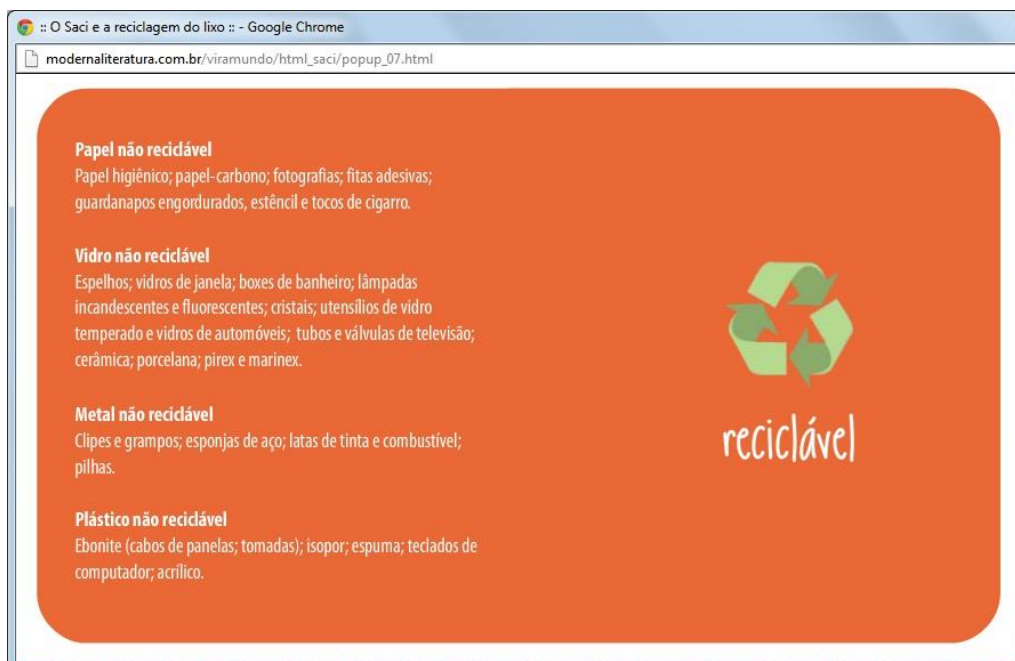 :: O Saci e a reciclagem do lixo :: - Google Chrome
modernaliteratura.com.br/viramundo/html_saci/popup_07.html
Papel não reciclável
Papel higiênico; papel-carbono; fotografias; fitas adesivas;
guardanapos engordurados, estêncil e tocos de cigarro.
Vidro não reciclável
Espelhos; vidros de janela; boxes de banheiro; lâmpadas
incandescentes e fluorescentes; cristais; utensílios de vidro
temperado e vidros de automóveis; tubos e válvulas de televisão;
cerâmica; porcelana; pirex e marinex.
Metal não reciclável
Clipes e grampos; esponjas de aço; latas de tinta e combustível;
pilhas.
Plástico não reciclável
Ebonite (cabos de panelas; tomadas); isopor; espuma; teclados de
computador; acrílico.
reciclável